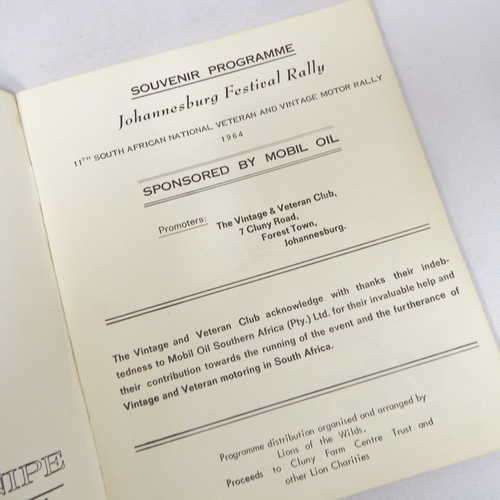 SOUVENIR PROGRAMME
Johannesburg Festival Rally
11TH SOUTH AFRICAN NATIONAL VETERAN AND VINTAGE MOTOR RALLY
1964
SPONSORED BY MOBIL OIL
Promoters: The Vintage & Veteran Club,
7 Cluny Road,
Forest Town,
Johannesburg.
The Vintage and Veteran Club acknowledge with thanks their indeb-
tedness to Mobil Oil Southern Africa (Pty.) Ltd. for their invaluable help and
their contribution towards the running of the event and the furtherance of
Vintage and Veteran motoring in South Africa.
Programme distribution organised and arranged by
Lions of the Wilds.
Proceeds to Cluny Farm Centre Trust and
other Lion Charities